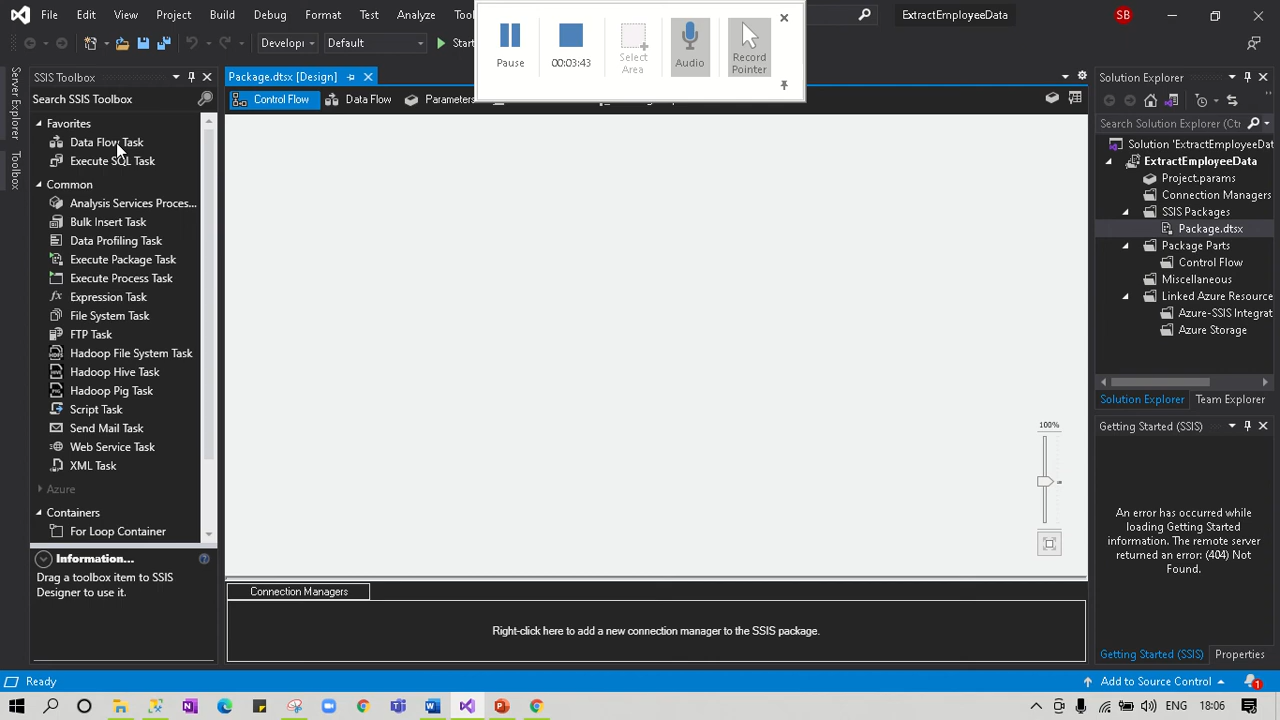 File
Edit
View
Project
Build
Debug
Team
Format
Tools
Test
Analyze
ExtractEmployeeData
SB
Developi
Default
Start
Pause
00:03:43
Select
Area
Audio
Record
Pointer
Server Explorer
Toolbox
Search SSIS Toolbox
Favorites
Data Flow Task
Execute SQL Task
Common
Analysis Services Proces...
Bulk Insert Task
Data Profiling Task
Execute Package Task
Execute Process Task
Expression Task
File System Task
FTP Task
Hadoop File System Task
Hadoop Hive Task
Hadoop Pig Task
Script Task
Send Mail Task
Web Service Task
XML Task
Azure
Containers
For Loop Container
Information...
Drag a toolbox item to SSIS
Designer to use it.
Package.dtsx [Design]
Control Flow
Data Flow
Parameters
100%
Connection Managers
Right-click here to add a new connection manager to the SSIS package.
Solution Explorer
Search Solution Explorer (Ctr
Solution 'ExtractEmployeeDat
ExtractEmployeeData
Project.params
Connection Managers
SSIS Packages
Package.dtsx
Package Parts
Control Flow
Miscellaneous
Linked Azure Resource
Azure-SSIS Integrat
Azure Storage
Solution Explorer
Team Explorer
Getting Started (SSIS)
An error has occurred while
loading Getting Started
information. The remote server
returned an error: (404) Not
Found.
Getting Started (SSIS)
Properties
Ready
Add to Source Control
1
ENG
18:06